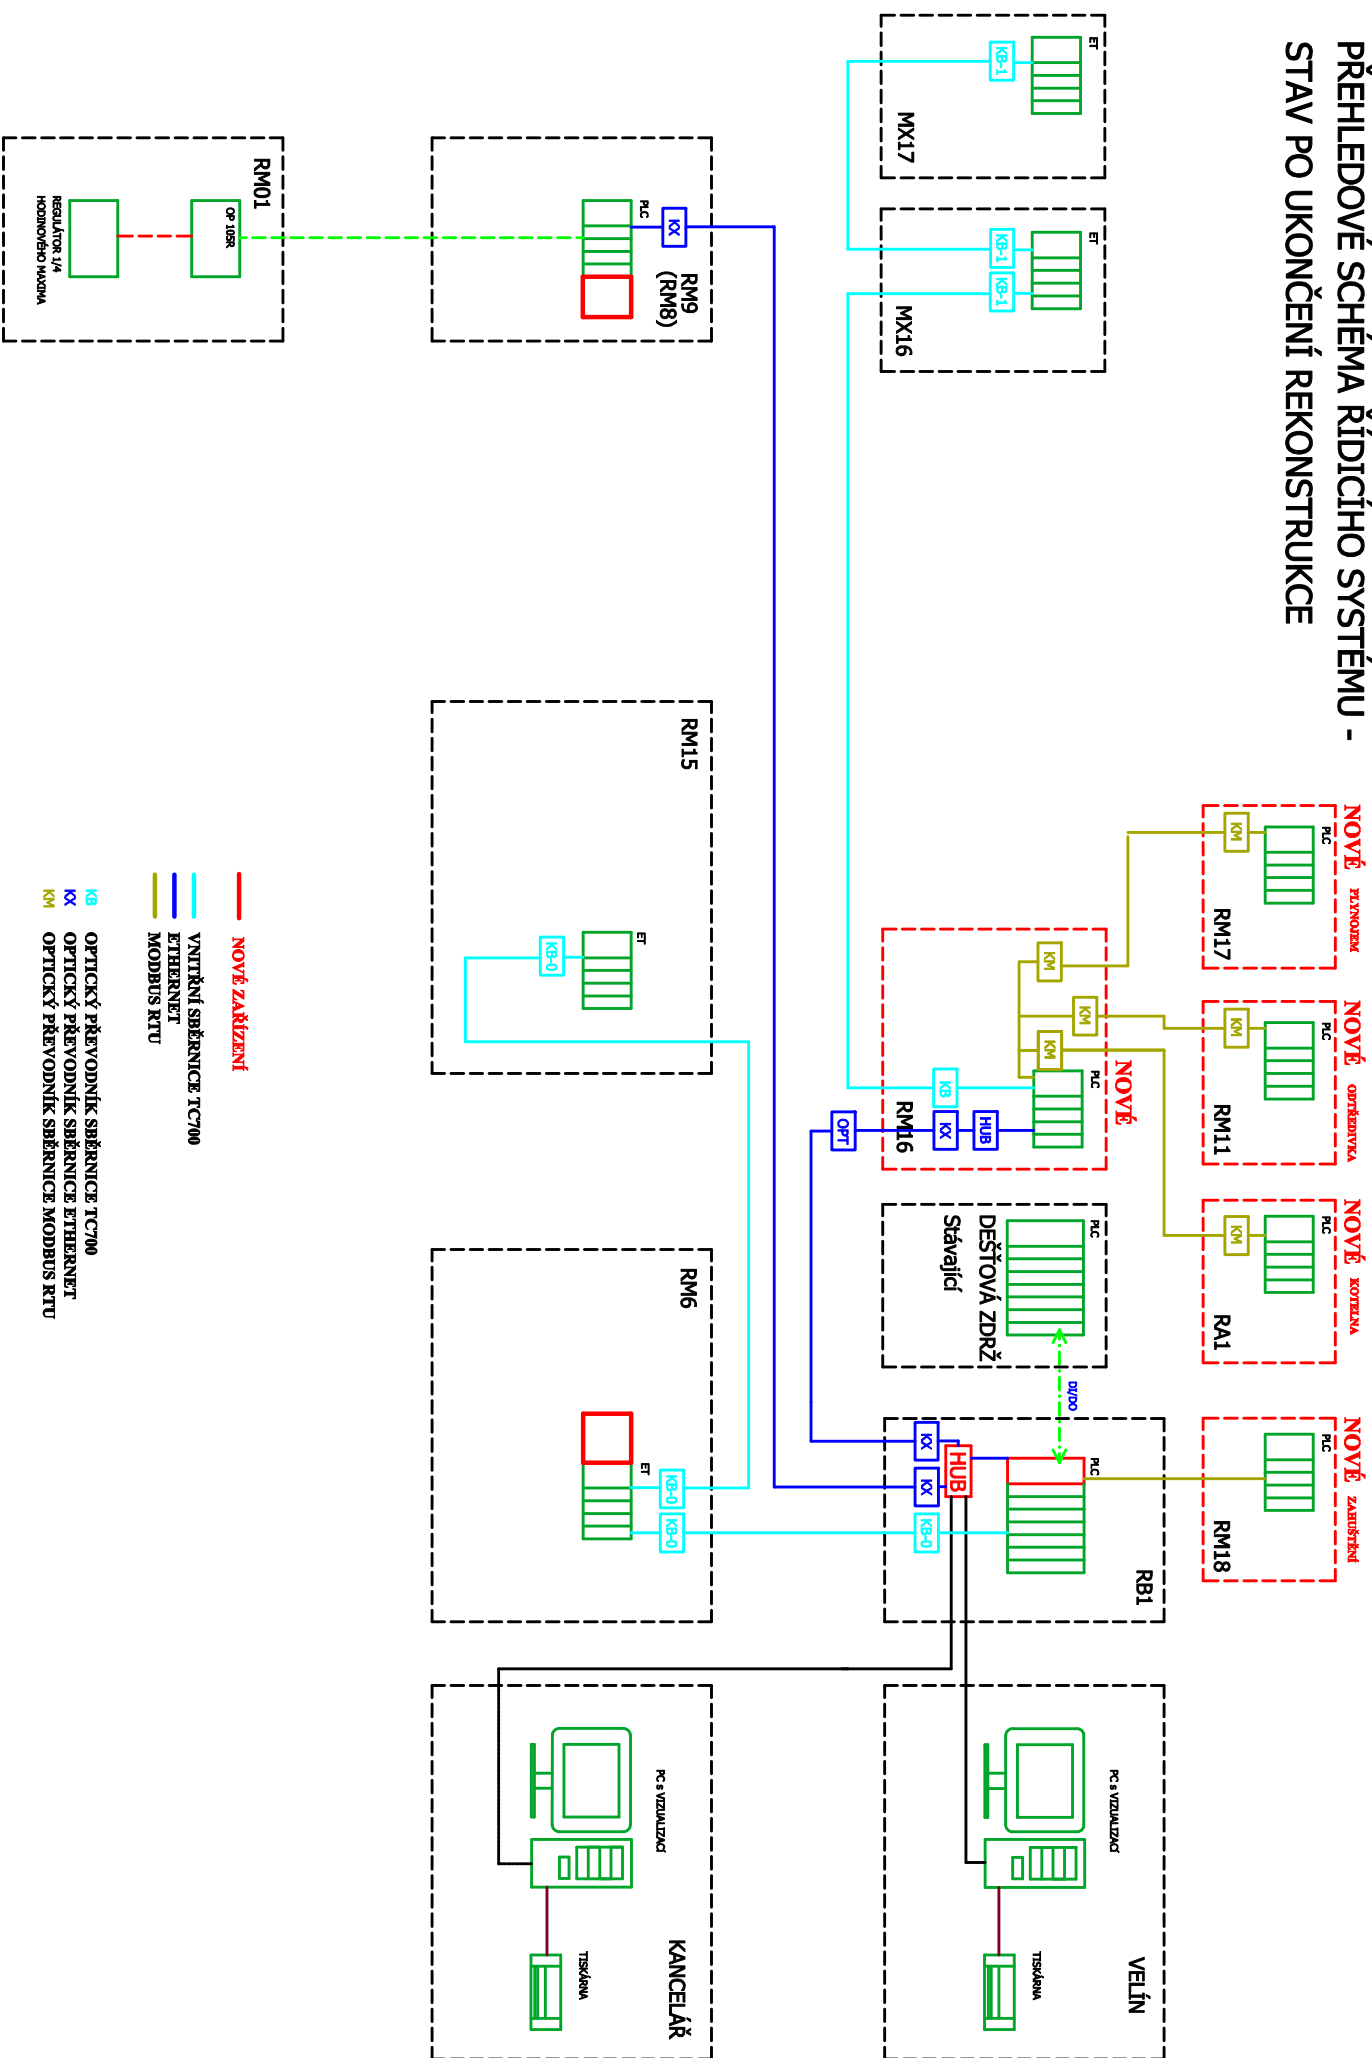 PŘEHLEDOVÉ SCHÉMA ŘÍDICÍHO SYSTÉMU -
STAV PO UKONČENÍ REKONSTRUKCE
NOVÉ PLYNOJEM
PLC
KM
RM17
NOVÉ ODTŘEDIVKA
PLC
KM
RM11
NOVÉ KOTELNA
PLC
KM
RA1
NOVÉ ZAHUŠTĚNÍ
PLC
RM18
ET
KB-1
MX17
ET
KB-1
KB-1
MX16
NOVÉ
KM
KM
KM
PLC
KB
KX
HUB
RM16
OPT
PLC
DEŠŤOVÁ ZDRŽ
Stávající
DI/DO
RB1
PLC
HUB
KX
KX
KB-0
VELÍN
PC s VIZUALIZACÍ
TISKÁRNA
RM9
(RM8)
KX
PLC
RM15
ET
KB-0
RM6
ET
KB-0
KB-0
KANCELÁŘ
PC s VIZUALIZACÍ
TISKÁRNA
RM01
OP 105R
REGULÁTOR 1/4
HODINOVÉHO MAXIMA
NOVÉ ZAŘÍZENÍ
VNITŘNÍ SBĚRNICE TC700
ETHERNET
MODBUS RTU
KB OPTICKÝ PŘEVODNÍK SBĚRNICE TC700
KX OPTICKÝ PŘEVODNÍK SBĚRNICE ETHERNET
KM OPTICKÝ PŘEVODNÍK SBĚRNICE MODBUS RTU